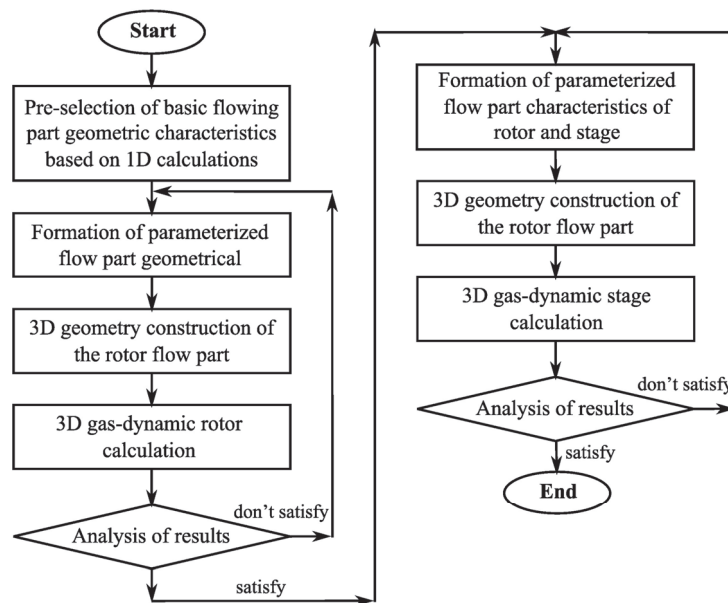 Start
Pre-selection of basic flowing
part geometric characteristics
based on 1D calculations
Formation of parameterized
flow part geometrical
3D geometry construction of
the rotor flow part
3D gas-dynamic rotor
calculation
don't satisfy
Analysis of results
satisfy
Formation of parameterized
flow part characteristics of
rotor and stage
3D geometry construction of
the rotor flow part
3D gas-dynamic stage
calculation
don't satisfy
Analysis of results
satisfy
End